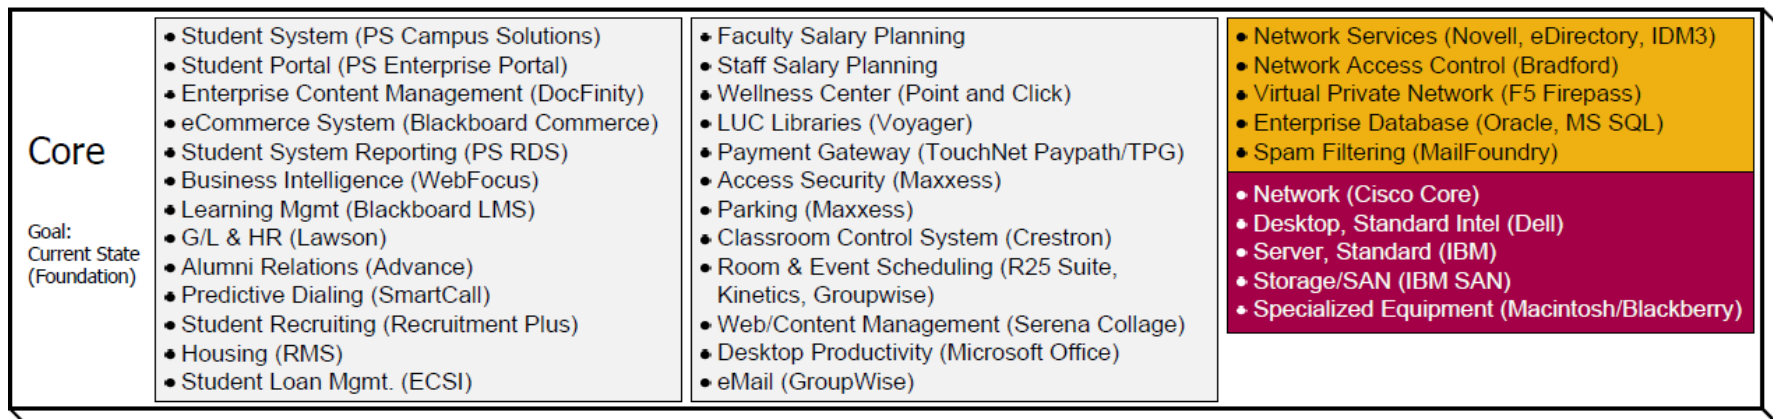 Core
Goal:
Current State
(Foundation)
• Student System (PS Campus Solutions)
• Student Portal (PS Enterprise Portal)
• Enterprise Content Management (DocFinity)
• eCommerce System (Blackboard Commerce)
• Student System Reporting (PS RDS)
• Business Intelligence (WebFocus)
• Learning Mgmt (Blackboard LMS)
• G/L & HR (Lawson)
• Alumni Relations (Advance)
• Predictive Dialing (SmartCall)
• Student Recruiting (Recruitment Plus)
• Housing (RMS)
• Student Loan Mgmt. (ECSI)
• Faculty Salary Planning
• Staff Salary Planning
• Wellness Center (Point and Click)
• LUC Libraries (Voyager)
• Payment Gateway (TouchNet Paypath/TPG)
• Access Security (Maxxess)
• Parking (Maxxess)
• Classroom Control System (Crestron)
• Room & Event Scheduling (R25 Suite,
Kinetics, Groupwise)
• Web/Content Management (Serena Collage)
• Desktop Productivity (Microsoft Office)
• eMail (GroupWise)
• Network Services (Novell, eDirectory, IDM3)
• Network Access Control (Bradford)
• Virtual Private Network (F5 Firepass)
• Enterprise Database (Oracle, MS SQL)
• Spam Filtering (MailFoundry)
• Network (Cisco Core)
• Desktop, Standard Intel (Dell)
• Server, Standard (IBM)
• Storage/SAN (IBM SAN)
• Specialized Equipment (Macintosh/Blackberry)